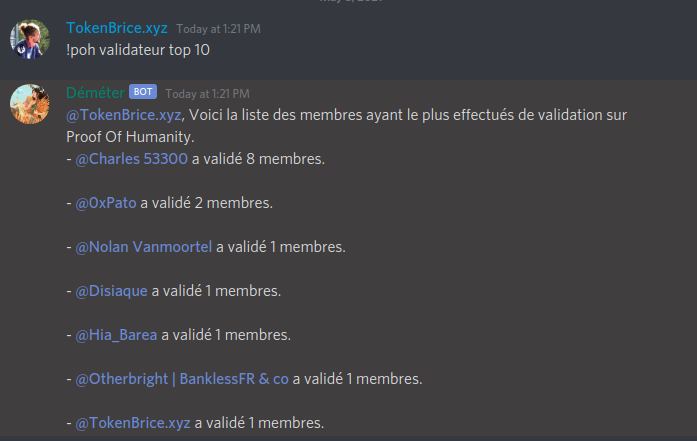 TokenBrice.xyz Today at 1:21 PM
!poh validateur top 10
Déméter BOT Today at 1:21 PM
@TokenBrice.xyz, Voici la liste des membres ayant le plus effectués de validation sur
Proof Of Humanity.
- @Charles 53300 a validé 8 membres.
- @0xPato a validé 2 membres.
- @Nolan Vanmoortel a validé 1 membres.
- @Disiaque a validé 1 membres.
- @Hia_Barea a validé 1 membres.
- @Otherbright | BanklessFR & co a validé 1 membres.
- @TokenBrice.xyz a validé 1 membres.